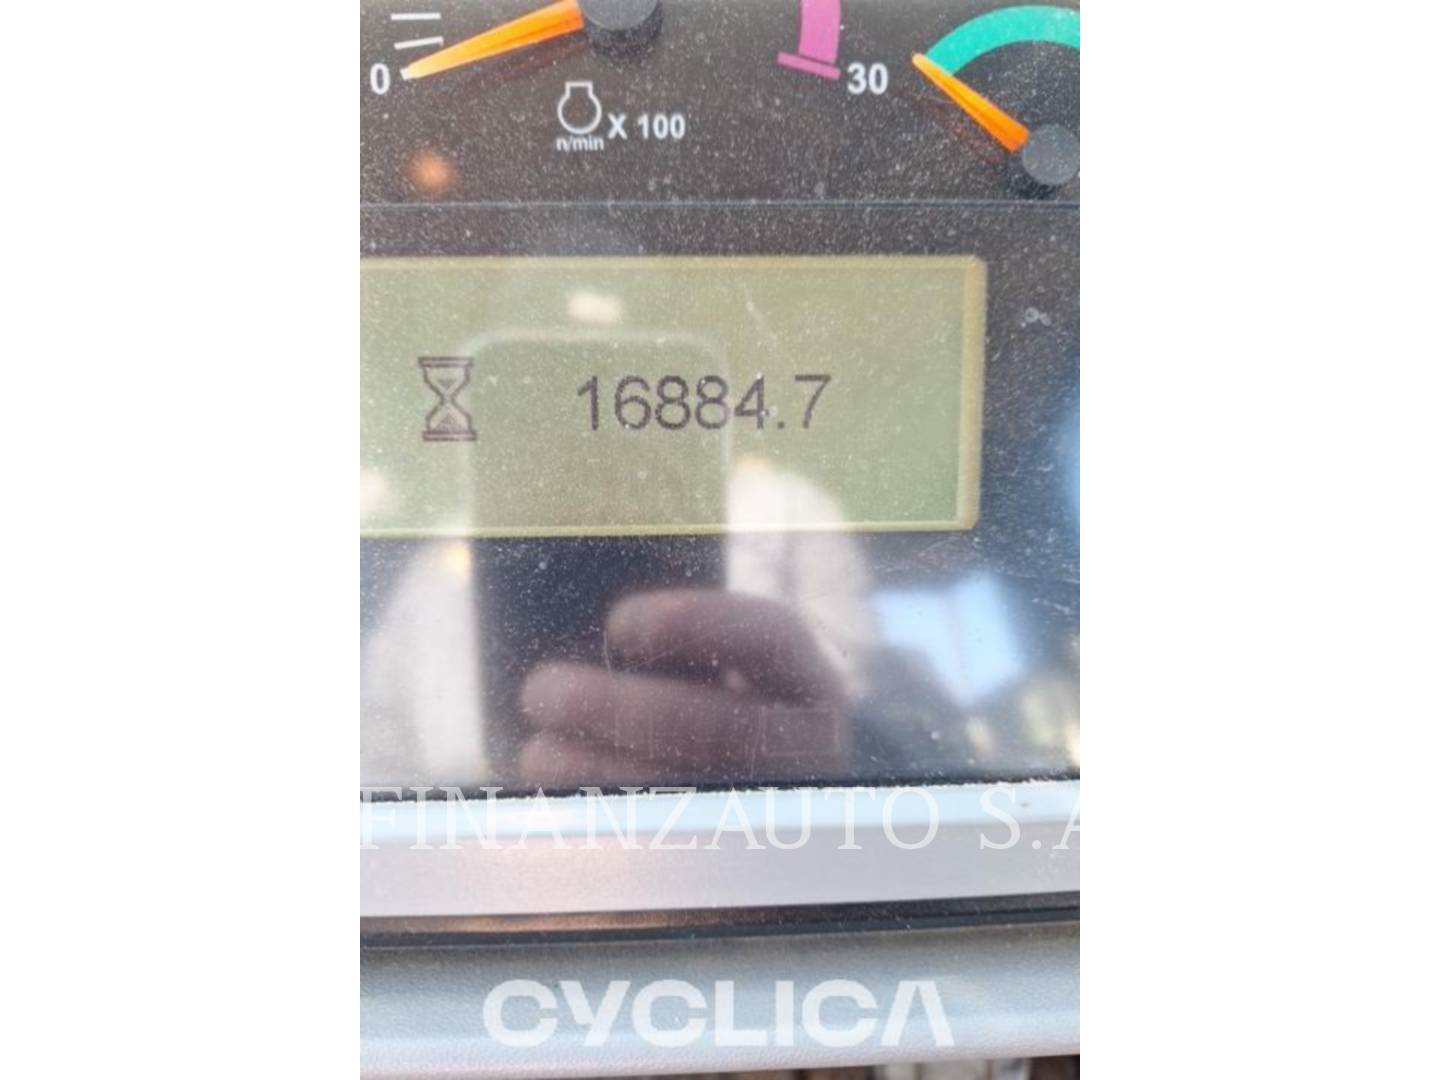 0
30
X 100
n/min
16884.7
FINANZAUTO S.A
CYCLICA